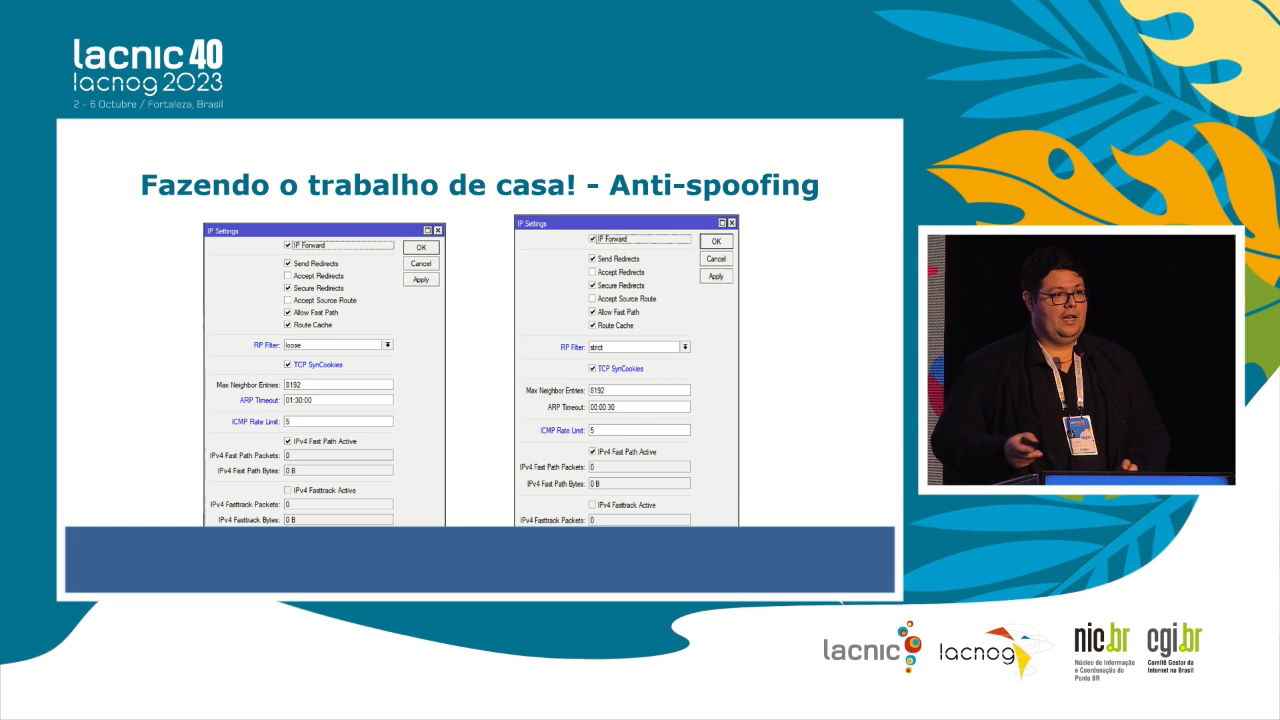 lacnic 40
lacnog 2023
2 - 6 Octubre / Fortaleza, Brasil
Fazendo o trabalho de casa! - Anti-spoofing
IP Settings
IP Forward
OK
Send Redirects
Cancel
Accept Redirects
Apply
Secure Redirects
Accept Source Route
Allow Fast Path
Route Cache
RP Filter: loose
TCP SynCookies
Max Neighbor Entries: 8192
ARP Timeout: 01:30:00
ICMP Rate Limit: 5
IPv4 Fast Path Active
IPv4 Fast Path Packets: 0
IPv4 Fast Path Bytes: 0 B
IPv4 Fasttrack Active
IPv4 Fasttrack Packets: 0
IPv4 Fasttrack Bytes: 0 B
IP Settings
IP Forward
OK
Send Redirects
Cancel
Accept Redirects
Apply
Secure Redirects
Accept Source Route
Allow Fast Path
Route Cache
RP Filter: strict
TCP SynCookies
Max Neighbor Entries: 8192
ARP Timeout: 00:00:30
ICMP Rate Limit: 5
IPv4 Fast Path Active
IPv4 Fast Path Packets: 0
IPv4 Fast Path Bytes: 0 B
IPv4 Fasttrack Active
IPv4 Fasttrack Packets: 0
lacnic
lacnog
nic.br
Núcleo de Informação
e Coordenação do
Ponto BR
cgi.br
Comitê Gestor da
Internet no Brasil